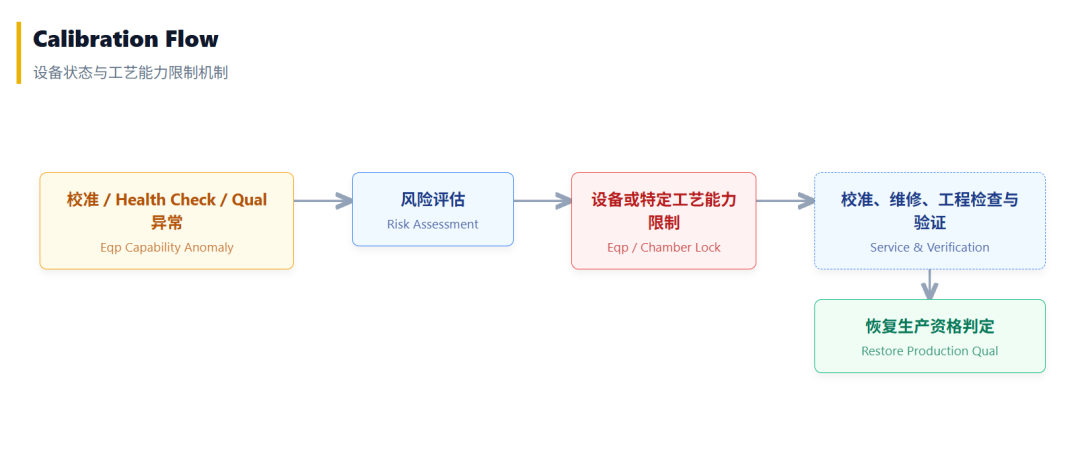 Calibration Flow
设备状态与工艺能力限制机制
校准 / Health Check / Qual
异常
Eqp Capability Anomaly
风险评估
Risk Assessment
设备或特定工艺能力
限制
Eqp / Chamber Lock
校准、维修、工程检查与
验证
Service & Verification
恢复生产资格判定
Restore Production Qual